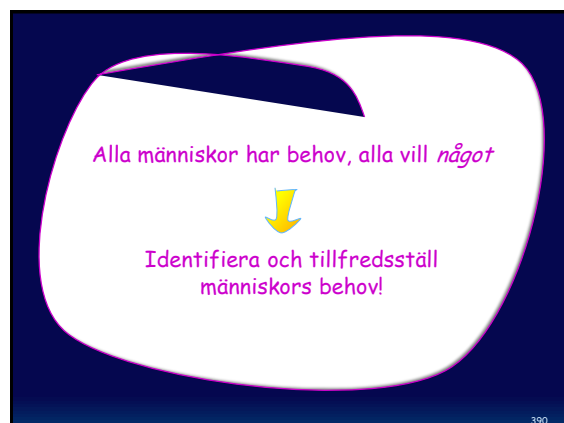 Alla människor har behov, alla vill något
Identifiera och tillfredsställ
människors behov!
390